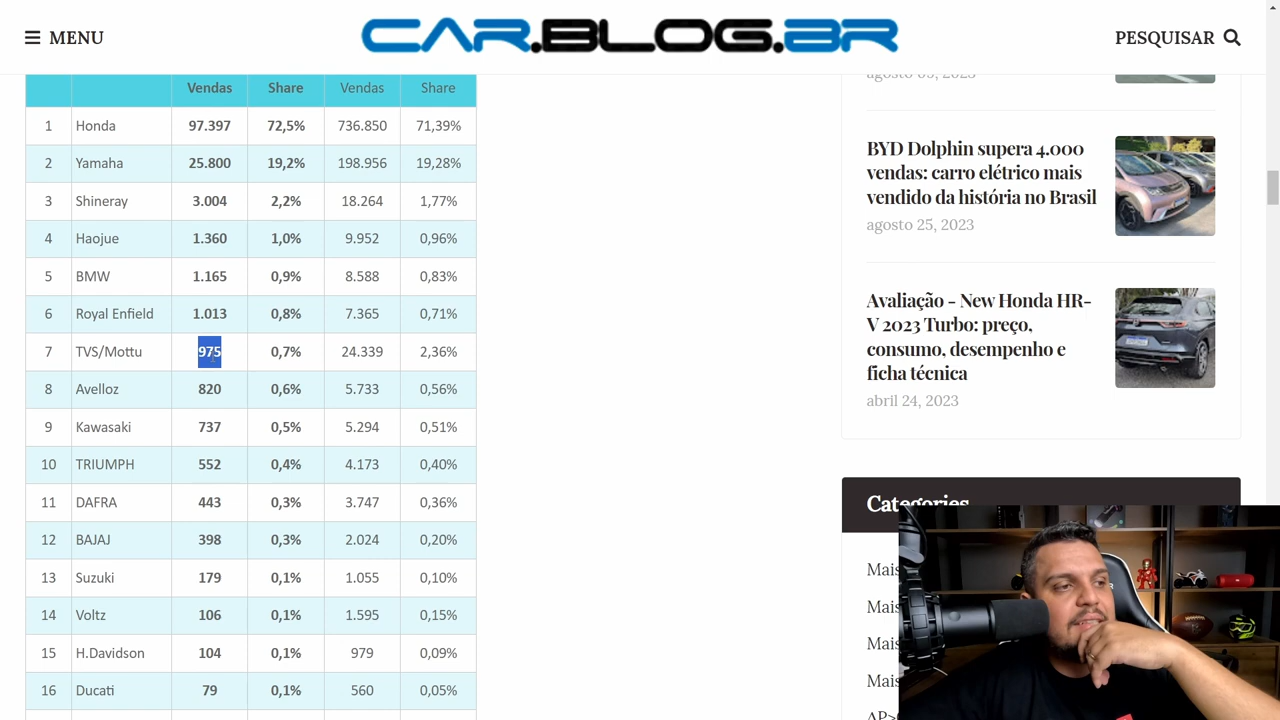 MENU
CAR.BLOG.BR
PESQUISAR
Vendas Share Vendas Share
1 Honda 97.397 72,5% 736.850 71,39%
2 Yamaha 25.800 19,2% 198.956 19,28%
3 Shineray 3.004 2,2% 18.264 1,77%
4 Haojue 1.360 1,0% 9.952 0,96%
5 BMW 1.165 0,9% 8.588 0,83%
6 Royal Enfield 1.013 0,8% 7.365 0,71%
7 TVS/Mottu 975 0,7% 24.339 2,36%
8 Avelloz 820 0,6% 5.733 0,56%
9 Kawasaki 737 0,5% 5.294 0,51%
10 TRIUMPH 552 0,4% 4.173 0,40%
11 DAFRA 443 0,3% 3.747 0,36%
12 BAJAJ 398 0,3% 2.024 0,20%
13 Suzuki 179 0,1% 1.055 0,10%
14 Voltz 106 0,1% 1.595 0,15%
15 H.Davidson 104 0,1% 979 0,09%
16 Ducati 79 0,1% 560 0,05%
2023
BYD Dolphin supera 4.000
vendas: carro elétrico mais
vendido da história no Brasil
agosto 25, 2023
Avaliação - New Honda HR-
V 2023 Turbo: preço,
consumo, desempenho e
ficha técnica
abril 24, 2023
Categories
Mais
Mais
Mais
Mais